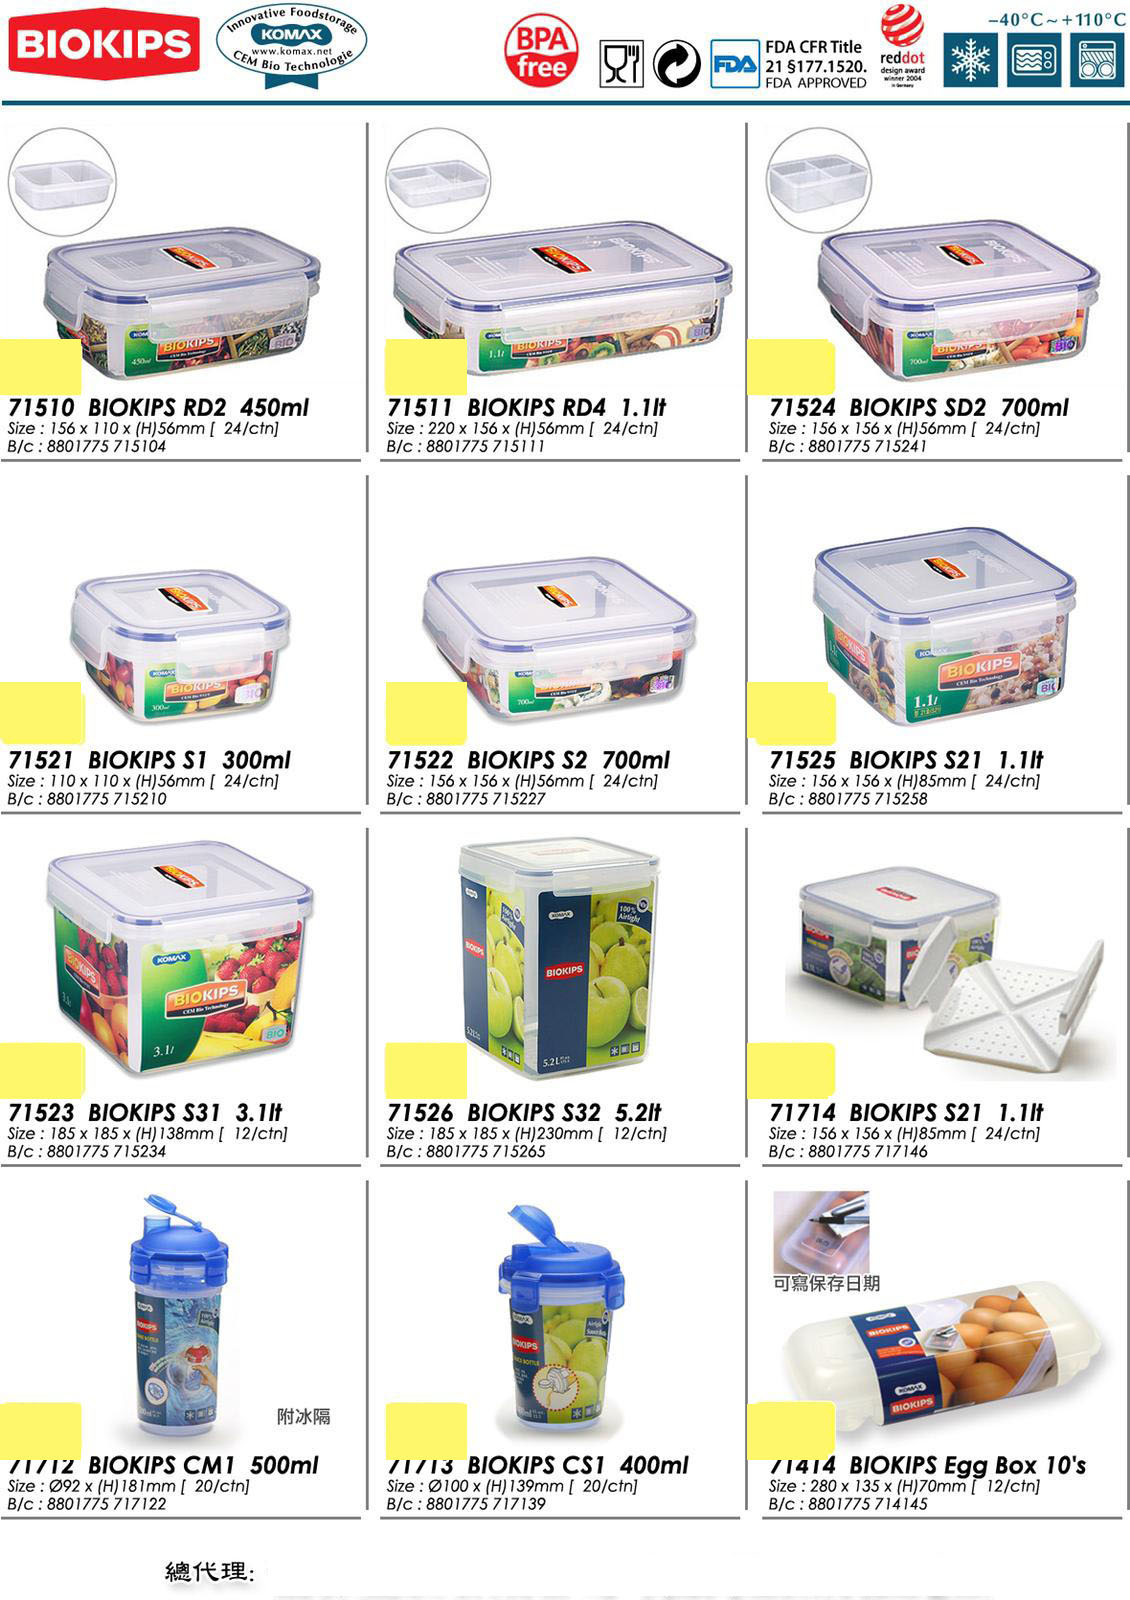 BIOKIPS
Innovative Foodstorage
KOMAX
www.komax.net
CEM Bio Technologie
BPA
free
FDA
FDA CFR Title
21 §177.1520.
FDA APPROVED
reddot
design award
winner 2004
in Germany
-40°C~+110°C
71510 BIOKIPS RD2 450ml
Size : 156 x 110 x (H)56mm [ 24/ctn]
B/c : 8801775 715104
71511 BIOKIPS RD4 1.1lt
Size : 220 x 156 x (H)56mm [ 24/ctn]
B/c : 8801775 715111
71524 BIOKIPS SD2 700ml
Size : 156 x 156 x (H)56mm [ 24/ctn]
B/c : 8801775 715241
71521 BIOKIPS S1 300ml
Size : 110 x 110 x (H)56mm [ 24/ctn]
B/c : 8801775 715210
71522 BIOKIPS S2 700ml
Size : 156 x 156 x (H)56mm [ 24/ctn]
B/c : 8801775 715227
71525 BIOKIPS S21 1.1lt
Size : 156 x 156 x (H)85mm [ 24/ctn]
B/c : 8801775 715258
71523 BIOKIPS S31 3.1lt
Size : 185 x 185 x (H)138mm [ 12/ctn]
B/c : 8801775 715234
71526 BIOKIPS S32 5.2lt
Size : 185 x 185 x (H)230mm [ 12/ctn]
B/c : 8801775 715265
71714 BIOKIPS S21 1.1lt
Size : 156 x 156 x (H)85mm [ 24/ctn]
B/c : 8801775 717146
附冰隔
71712 BIOKIPS CM1 500ml
Size : Ø92 x (H)181mm [ 20/ctn]
B/c : 8801775 717122
71713 BIOKIPS CS1 400ml
Size : Ø100 x (H)139mm [ 20/ctn]
B/c : 8801775 717139
可寫保存日期
71414 BIOKIPS Egg Box 10's
Size : 280 x 135 x (H)70mm [ 12/ctn]
B/c : 8801775 714145
總代理: